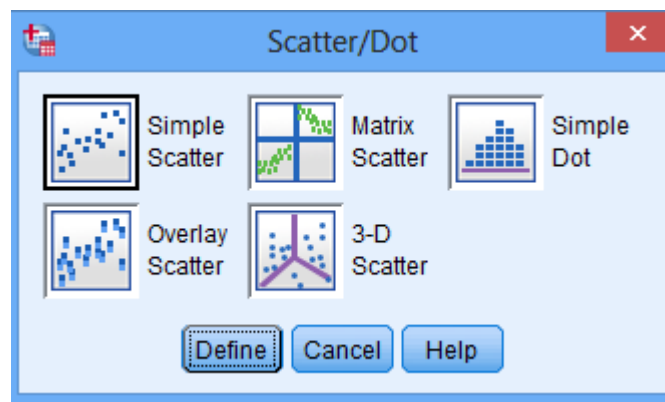 Scatter/Dot
Simple
Scatter
Matrix
Scatter
Simple
Dot
Overlay
Scatter
3-D
Scatter
Define
Cancel
Help